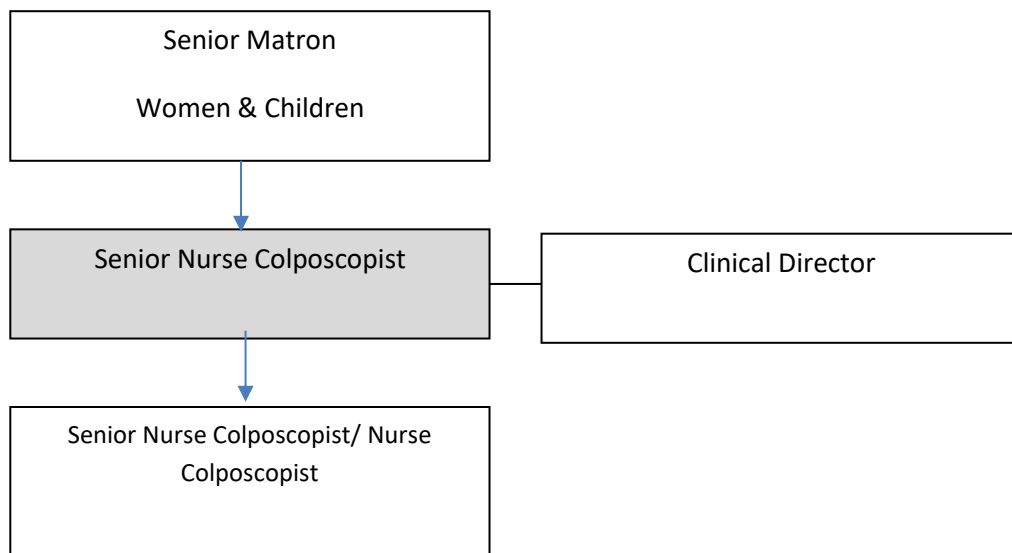 Senior Matron
Women & Children
Senior Nurse Colposcopist
Clinical Director
Senior Nurse Colposcopist/ Nurse
Colposcopist